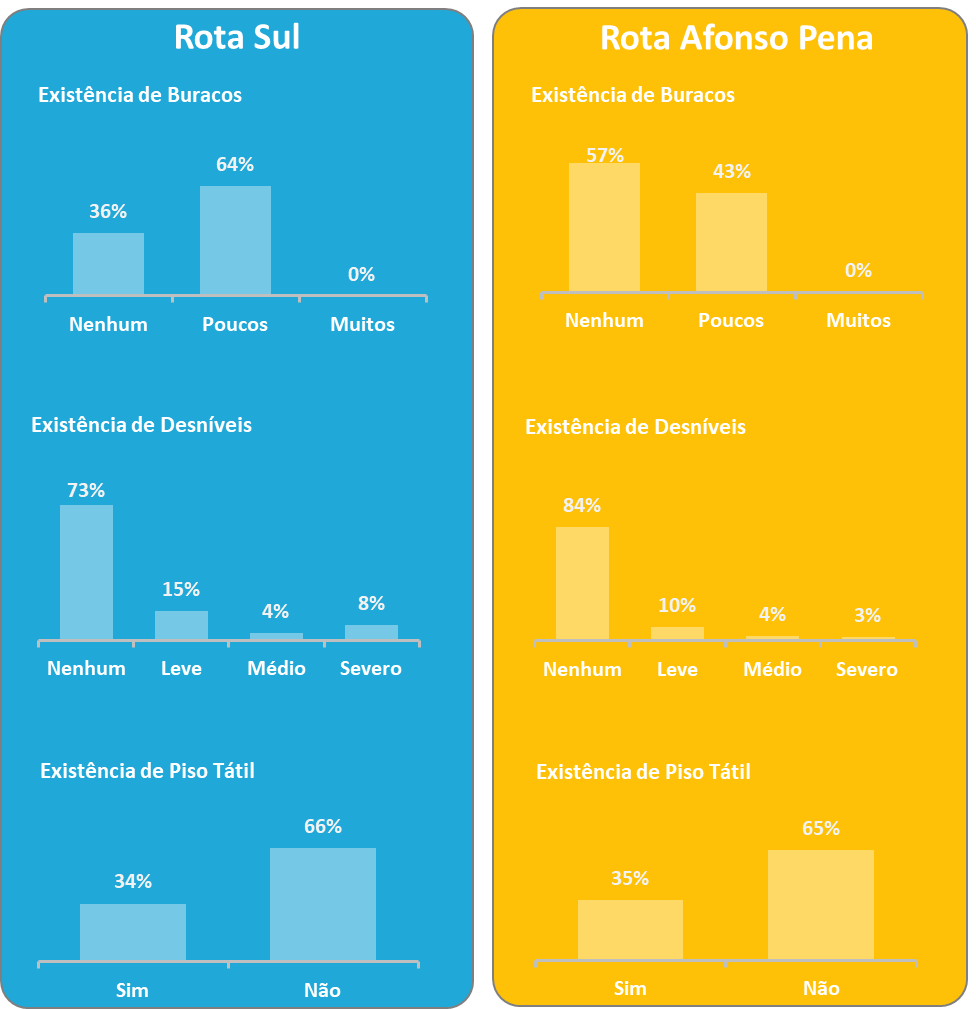 Rota Sul
Existência de Buracos
36%
64%
0%
Nenhum Poucos Muitos
Existência de Desníveis
73%
15%
4%
8%
Nenhum Leve Médio Severo
Existência de Piso Tátil
34%
66%
Sim Não
Rota Afonso Pena
Existência de Buracos
57%
43%
0%
Nenhum Poucos Muitos
Existência de Desníveis
84%
10%
4%
3%
Nenhum Leve Médio Severo
Existência de Piso Tátil
35%
65%
Sim Não